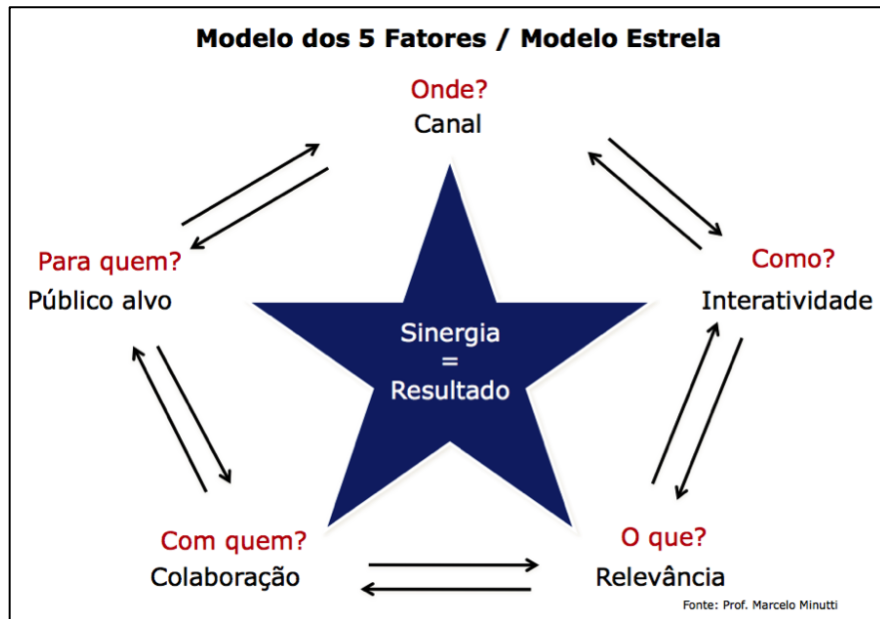 Modelo dos 5 Fatores / Modelo Estrela
Onde?
Canal
Para quem?
Público alvo
Como?
Interatividade
Sinergia
=
Resultado
Com quem?
Colaboração
O que?
Relevância
Fonte: Prof. Marcelo Minutti